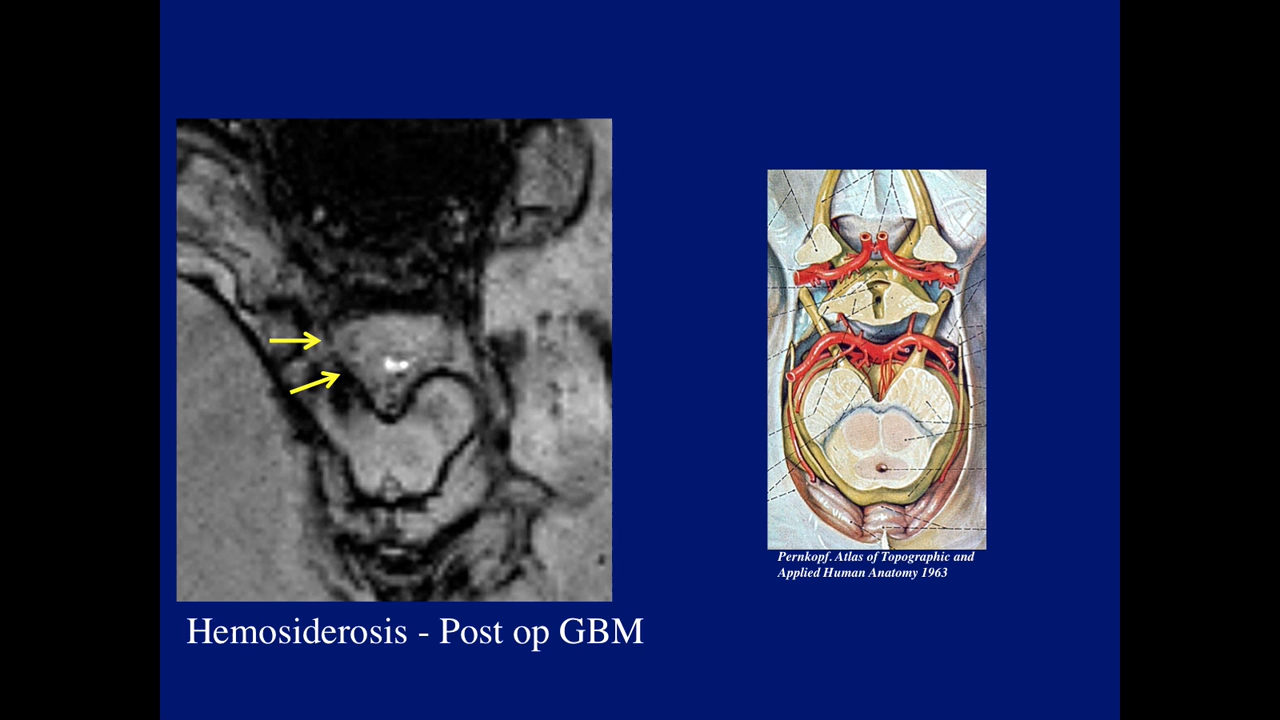 Pernkopf. Atlas of Topographic and
Applied Human Anatomy 1963
Hemosiderosis - Post op GBM